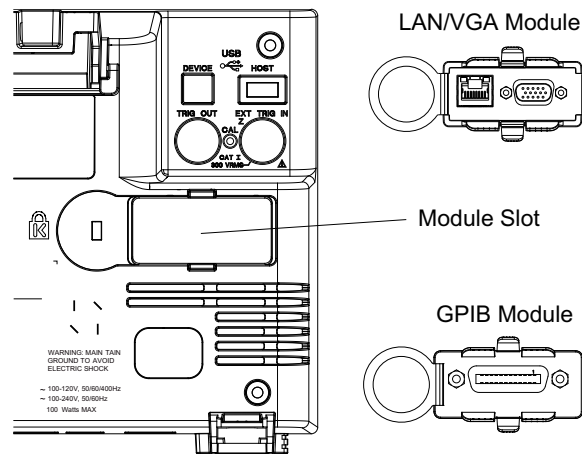 LAN/VGA Module
USB
DEVICE
HOST
TRIG OUT
EXT TRIG IN
Z
CAL
CAT I
300 VRMS
K
Module Slot
GPIB Module
WARNING: MAIN TAIN
GROUND TO AVOID
ELECTRIC SHOCK
~ 100-120V, 50/60/400Hz
~ 100-240V, 50/60Hz
100 Watts MAX